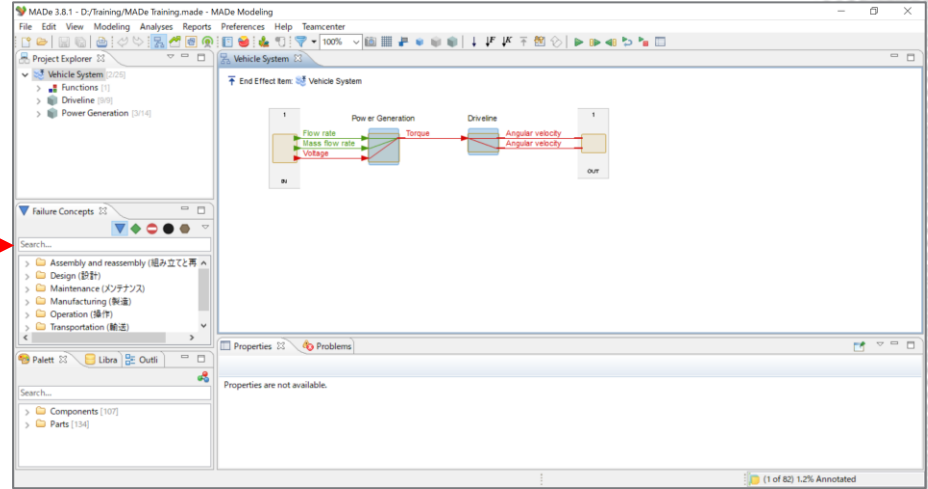 MADe 3.8.1 - D:/Training/MADe Training.made - MADe Modeling
File Edit View Modeling Analyses Reports Preferences Help Teamcenter
100%
Project Explorer
Vehicle System [2/25]
Functions [1]
Driveline [9/9]
Power Generation [3/14]
Vehicle System
End Effect Item: Vehicle System
1
Power Generation
Driveline
1
Flow rate
Mass flow rate
Voltage
Torque
Angular velocity
Angular velocity
IN
OUT
Failure Concepts
Search...
Assembly and reassembly (組み立てと再
Design (設計)
Maintenance (メンテナンス)
Manufacturing (製造)
Operation (操作)
Transportation (輸送)
Palett Libra Outli
Search...
Components [107]
Parts [134]
Properties Problems
Properties are not available.
(1 of 82) 1.2% Annotated